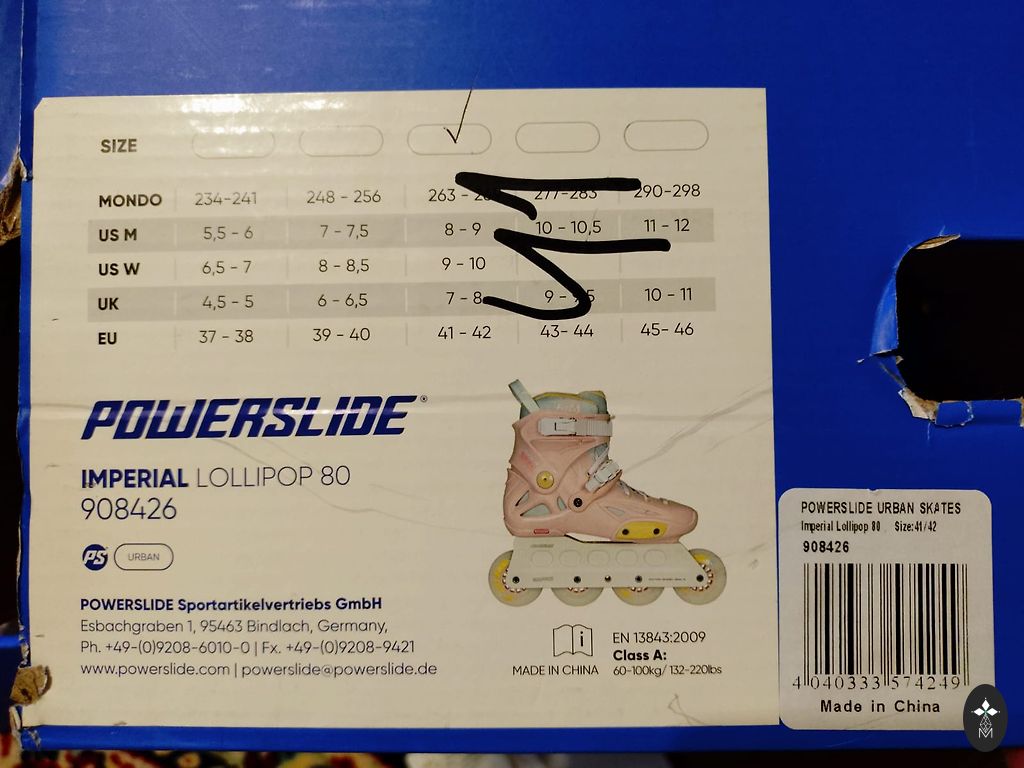 SIZE
MONDO 234-241 248 - 256 263 - 277-283 290-298
US M 5,5 - 6 7 - 7,5 8 - 9 10 - 10,5 11 - 12
US W 6,5 - 7 8 - 8,5 9 - 10
UK 4,5 - 5 6 - 6,5 7 - 8 9 - 5 10 - 11
EU 37 - 38 39 - 40 41 - 42 43- 44 45- 46
POWERSLIDE®
IMPERIAL LOLLIPOP 80
908426
PS URBAN
POWERSLIDE Sportartikelvertriebs GmbH
Esbachgraben 1, 95463 Bindlach, Germany,
Ph. +49-(0)9208-6010-0 | Fx. +49-(0)9208-9421
www.powerslide.com | powerslide@powerslide.de
MADE IN CHINA
EN 13843:2009
Class A:
60-100kg/ 132-220lbs
POWERSLIDE URBAN SKATES
Imperial Lollipop 80 Size:41/42
908426
4 040333 574249
Made in China
M